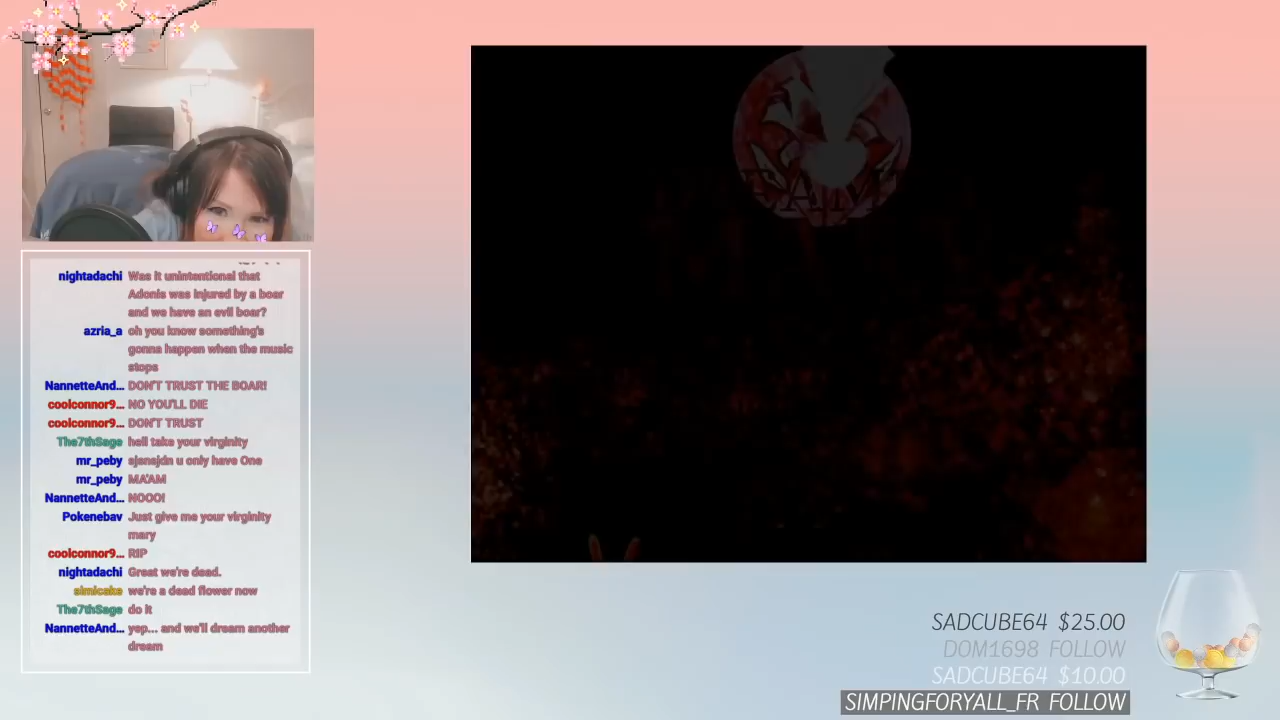 nightadachi Was it unintentional that
Adonis was injured by a boar
and we have an evil boar?
azria_a oh you know something's
gonna happen when the music
stops
NannetteAnd... DON'T TRUST THE BOAR!
coolconnor9... NO YOU'LL DIE
coolconnor9... DON'T TRUST
The7thSage hell take your virginity
mr_peby sjsnsjdn u only have One
mr_peby MA'AM
NannetteAnd... NOOO!
Pokenebav Just give me your virginity
mary
coolconnor9... RIP
nightadachi Great we're dead.
simicake we're a dead flower now
The7thSage do it
NannetteAnd... yep... and we'll dream another
dream
SADCUBE64 $25.00
DOM1698 FOLLOW
SADCUBE64 $10.00
SIMPINGFORYALL_FR FOLLOW